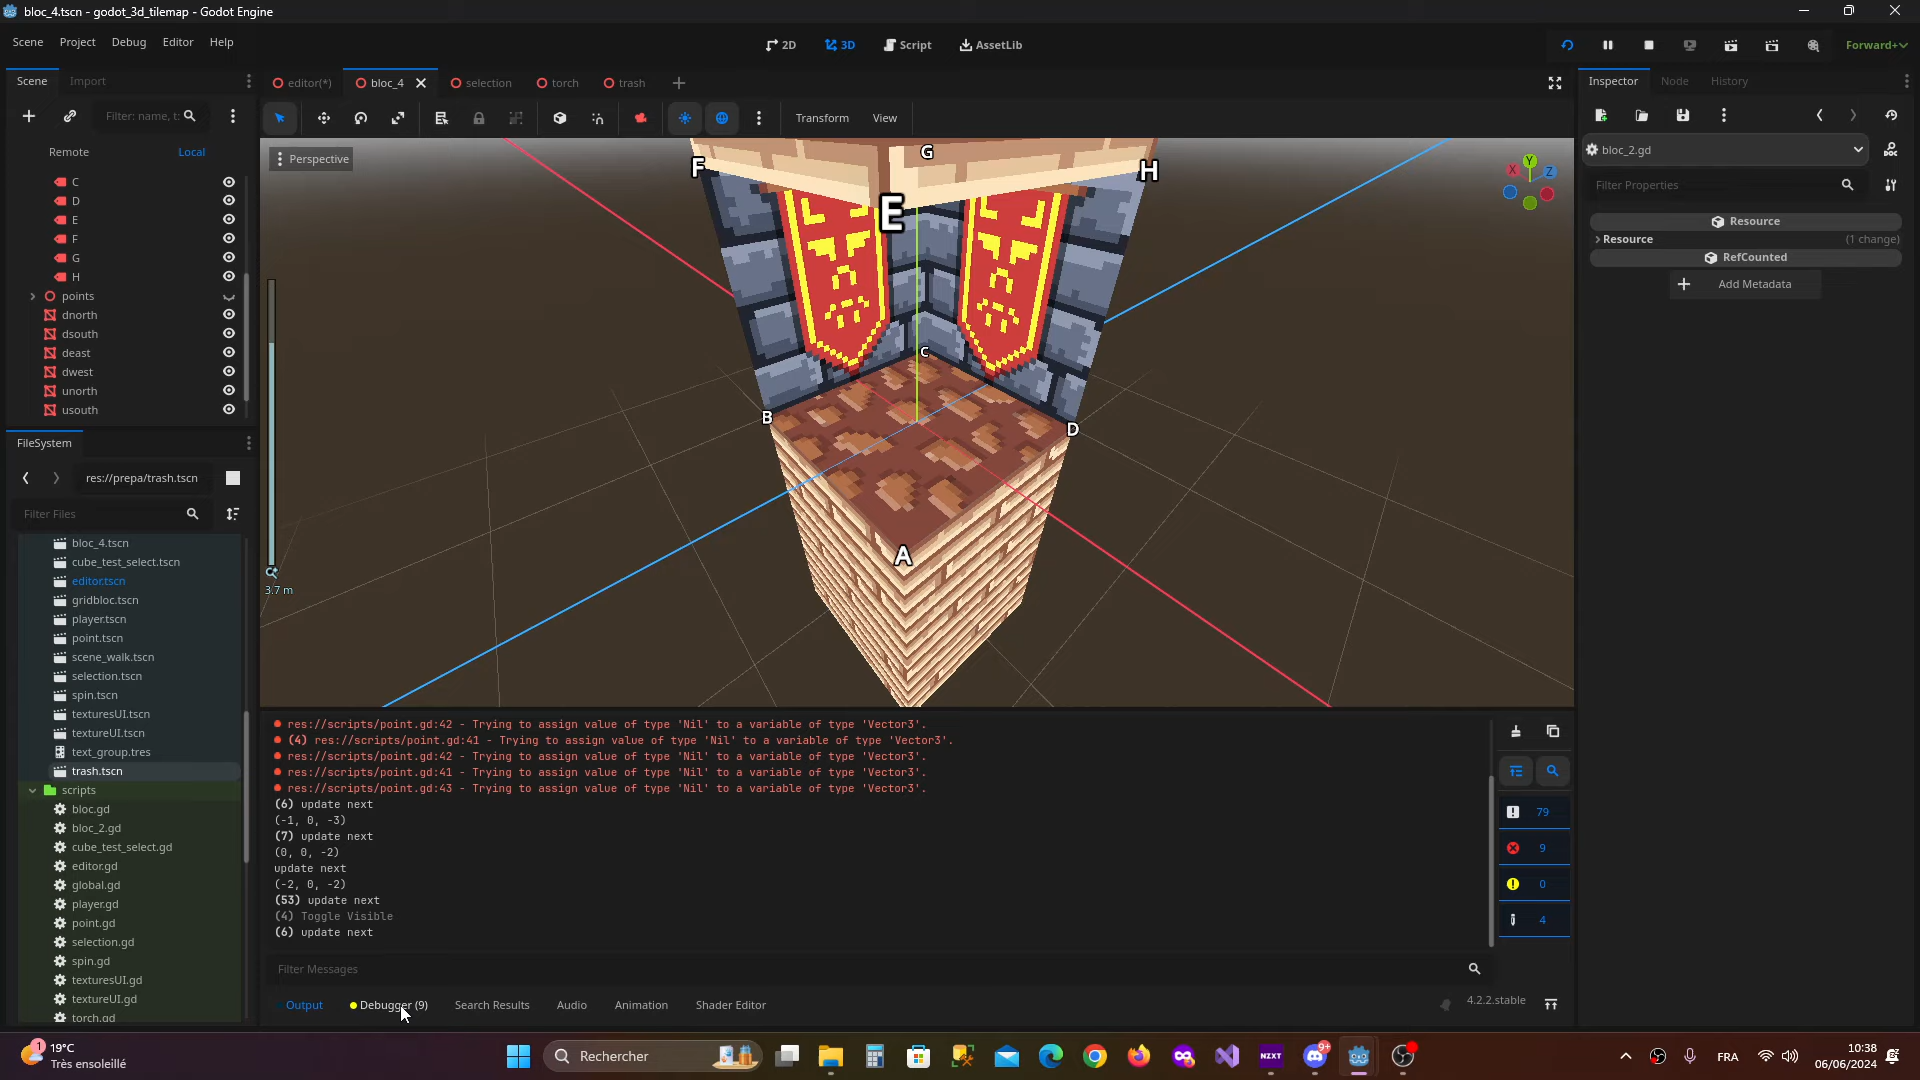 bloc_4.tscn - godot_3d_tilemap - Godot Engine
Scene Project Debug Editor Help
2D 3D Script AssetLib
Forward+
Scene Import
editor(*) bloc_4 selection torch trash
Inspector Node History
Filter: name, t:
Transform View
Remote Local
bloc_2.gd
Filter Properties
Resource
Resource (1 change)
RefCounted
Add Metadata
C
D
E
F
G
H
points
dnorth
dsouth
deast
dwest
unorth
usouth
Perspective
F G H
E
C
B D
A
X Y Z
3.7 m
FileSystem
res://prepa/trash.tscn
Filter Files
bloc_4.tscn
cube_test_select.tscn
editor.tscn
gridbloc.tscn
player.tscn
point.tscn
scene_walk.tscn
selection.tscn
spin.tscn
texturesUI.tscn
textureUI.tscn
text_group.tres
trash.tscn
scripts
bloc.gd
bloc_2.gd
cube_test_select.gd
editor.gd
global.gd
player.gd
point.gd
selection.gd
spin.gd
texturesUI.gd
textureUI.gd
torch.gd
res://scripts/point.gd:42 - Trying to assign value of type 'Nil' to a variable of type 'Vector3'.
(4) res://scripts/point.gd:41 - Trying to assign value of type 'Nil' to a variable of type 'Vector3'.
res://scripts/point.gd:42 - Trying to assign value of type 'Nil' to a variable of type 'Vector3'.
res://scripts/point.gd:41 - Trying to assign value of type 'Nil' to a variable of type 'Vector3'.
res://scripts/point.gd:43 - Trying to assign value of type 'Nil' to a variable of type 'Vector3'.
(6) update next
(-1, 0, -3)
(7) update next
(0, 0, -2)
update next
(-2, 0, -2)
(53) update next
(4) Toggle Visible
(6) update next
79
9
0
4
Filter Messages
Output Debugger (9) Search Results Audio Animation Shader Editor
4.2.2.stable
1
19°C
Très ensoleillé
Rechercher
NZXT
9+
FRA
10:38
06/06/2024